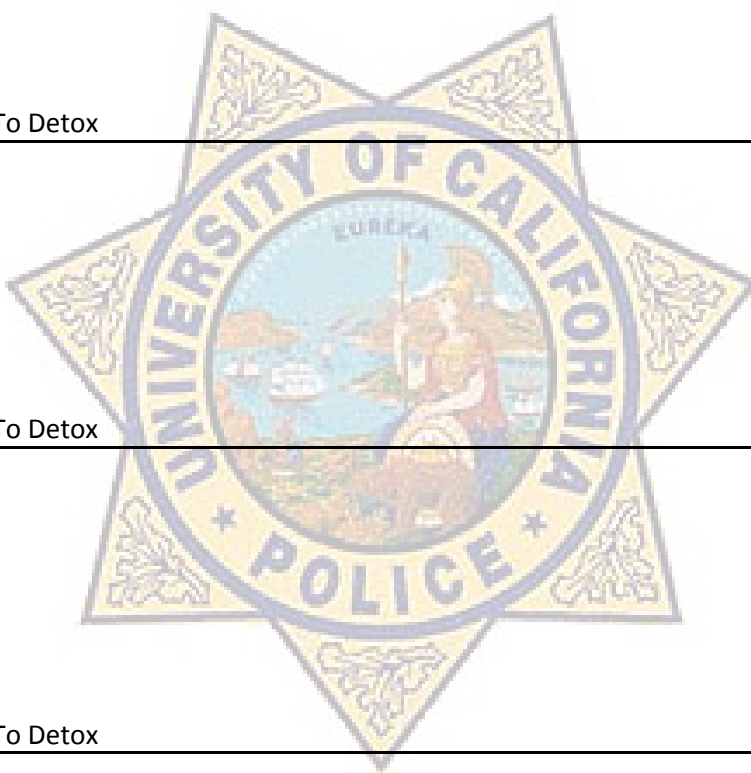 To Detox
UNIVERSITY OF CALIFORNIA
EUREKA
To Detox
POLICE
To Detox